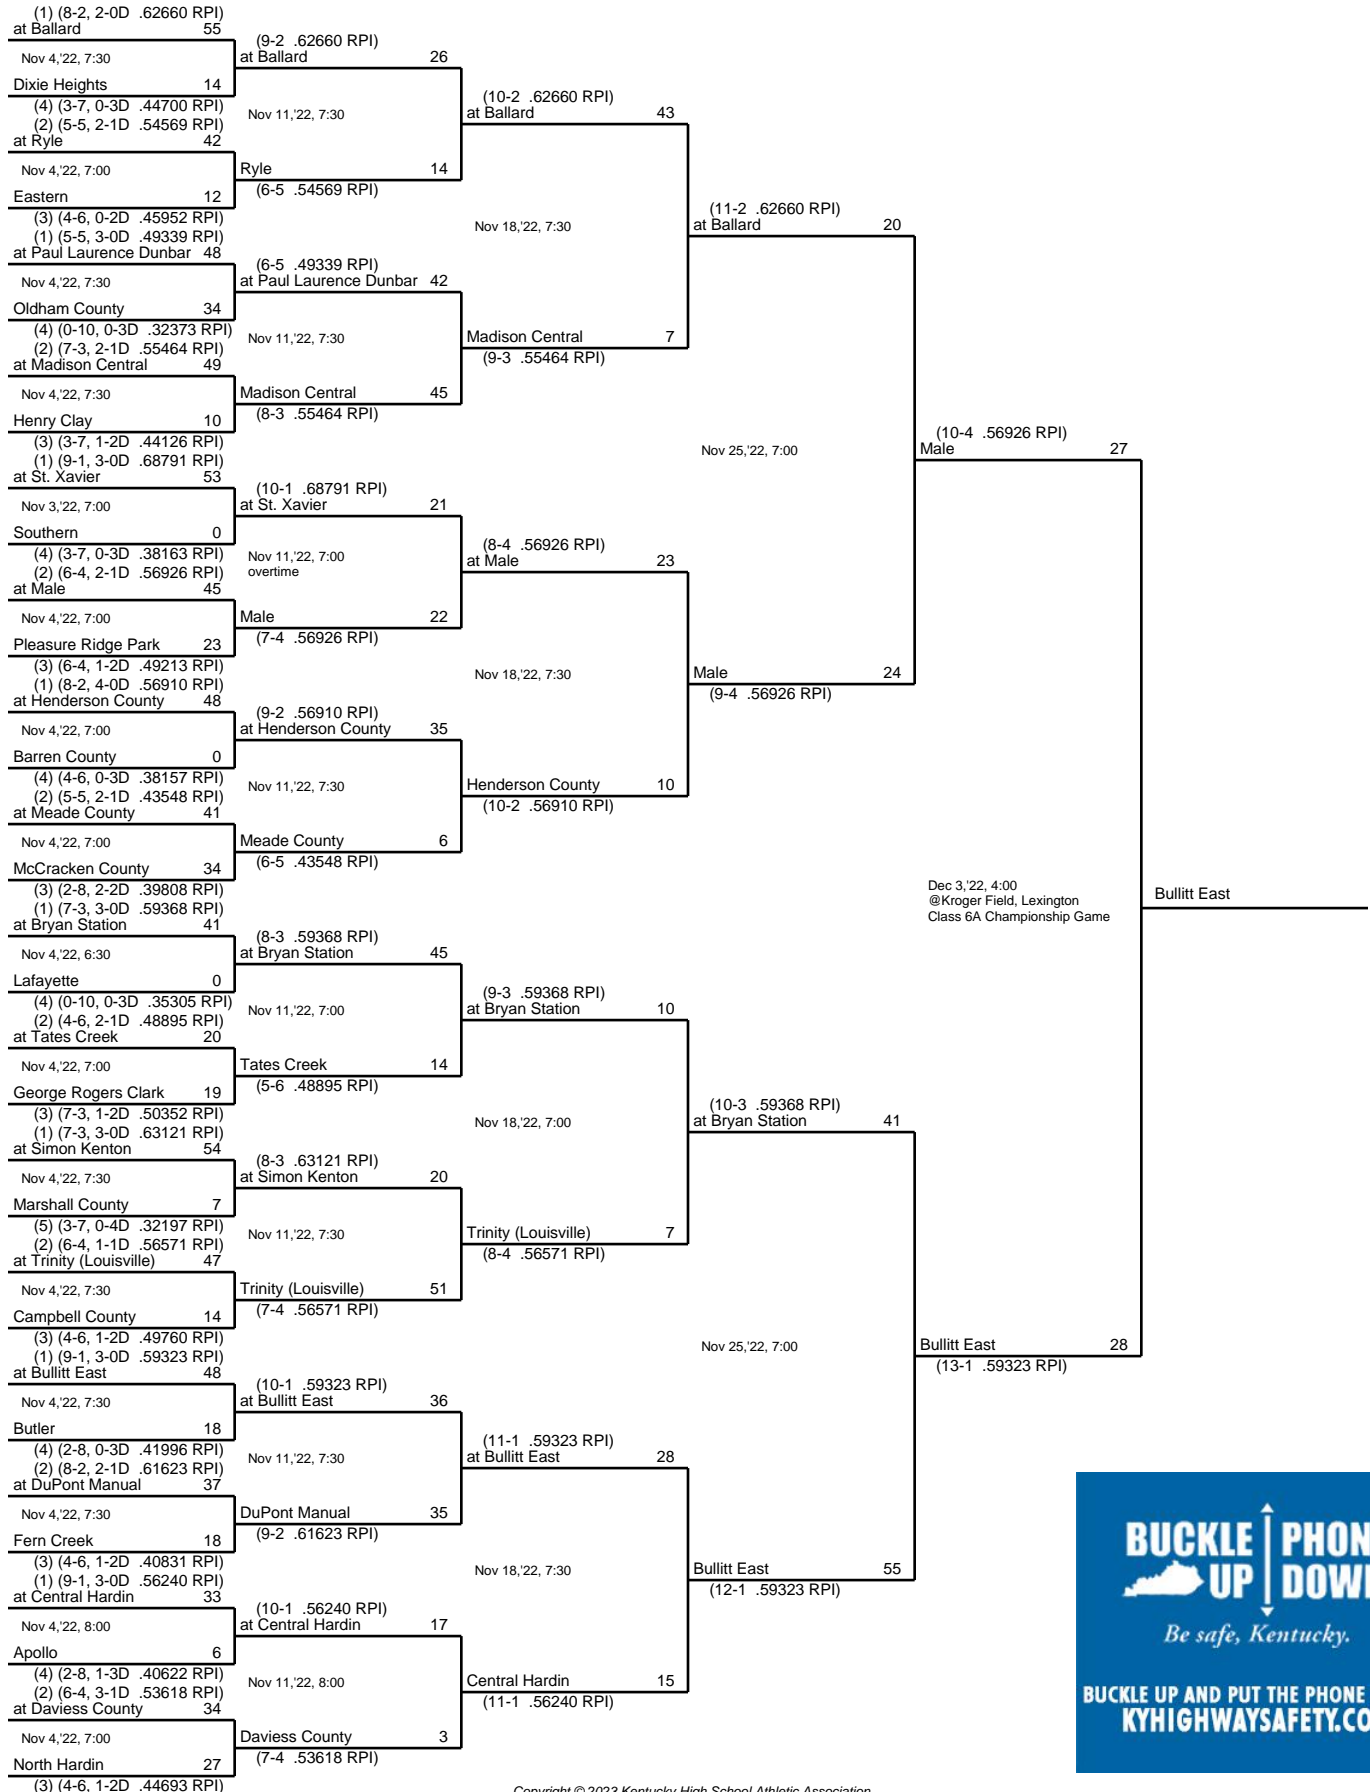 (1) (8-2, 2-0D .62660 RPI)
at Ballard 55
Nov 4,'22, 7:30
Dixie Heights 14
(4) (3-7, 0-3D .44700 RPI)
(2) (5-5, 2-1D .54569 RPI)
at Ryle 42
Nov 4,'22, 7:00
Eastern 12
(3) (4-6, 0-2D .45952 RPI)
(1) (5-5, 3-0D .49339 RPI)
at Paul Laurence Dunbar 48
Nov 4,'22, 7:30
Oldham County 34
(4) (0-10, 0-3D .32373 RPI)
(2) (7-3, 2-1D .55464 RPI)
at Madison Central 49
Nov 4,'22, 7:30
Henry Clay 10
(3) (3-7, 1-2D .44126 RPI)
(1) (9-1, 3-0D .68791 RPI)
at St. Xavier 53
Nov 3,'22, 7:00
Southern 0
(4) (3-7, 0-3D .38163 RPI)
(2) (6-4, 2-1D .56926 RPI)
at Male 45
Nov 4,'22, 7:00
Pleasure Ridge Park 23
(3) (6-4, 1-2D .49213 RPI)
(1) (8-2, 4-0D .56910 RPI)
at Henderson County 48
Nov 4,'22, 7:00
Barren County 0
(4) (4-6, 0-3D .38157 RPI)
(2) (5-5, 2-1D .43548 RPI)
at Meade County 41
Nov 4,'22, 7:00
McCracken County 34
(3) (2-8, 2-2D .39808 RPI)
(1) (7-3, 3-0D .59368 RPI)
at Bryan Station 41
Nov 4,'22, 6:30
Lafayette 0
(4) (0-10, 0-3D .35305 RPI)
(2) (4-6, 2-1D .48895 RPI)
at Tates Creek 20
Nov 4,'22, 7:00
George Rogers Clark 19
(3) (7-3, 1-2D .50352 RPI)
(1) (7-3, 3-0D .63121 RPI)
at Simon Kenton 54
Nov 4,'22, 7:30
Marshall County 7
(5) (3-7, 0-4D .32197 RPI)
(2) (6-4, 1-1D .56571 RPI)
at Trinity (Louisville) 47
Nov 4,'22, 7:30
Campbell County 14
(3) (4-6, 1-2D .49760 RPI)
(1) (9-1, 3-0D .59323 RPI)
at Bullitt East 48
Nov 4,'22, 7:30
Butler 18
(4) (2-8, 0-3D .41996 RPI)
(2) (8-2, 2-1D .61623 RPI)
at DuPont Manual 37
Nov 4,'22, 7:30
Fern Creek 18
(3) (4-6, 1-2D .40831 RPI)
(1) (9-1, 3-0D .56240 RPI)
at Central Hardin 33
Nov 4,'22, 8:00
Apollo 6
(4) (2-8, 1-3D .40622 RPI)
(2) (6-4, 3-1D .53618 RPI)
at Daviess County 34
Nov 4,'22, 7:00
North Hardin 27
(3) (4-6, 1-2D .44693 RPI)
(9-2 .62660 RPI)
at Ballard 26
Nov 11,'22, 7:30
Ryle 14
(6-5 .54569 RPI)
(6-5 .49339 RPI)
at Paul Laurence Dunbar 42
Nov 11,'22, 7:30
Madison Central 45
(8-3 .55464 RPI)
(10-1 .68791 RPI)
at St. Xavier 21
Nov 11,'22, 7:00
overtime
Male 22
(7-4 .56926 RPI)
(9-2 .56910 RPI)
at Henderson County 35
Nov 11,'22, 7:30
Meade County 6
(6-5 .43548 RPI)
(8-3 .59368 RPI)
at Bryan Station 45
Nov 11,'22, 7:00
Tates Creek 14
(5-6 .48895 RPI)
(8-3 .63121 RPI)
at Simon Kenton 20
Nov 11,'22, 7:30
Trinity (Louisville) 51
(7-4 .56571 RPI)
(10-1 .59323 RPI)
at Bullitt East 36
Nov 11,'22, 7:30
DuPont Manual 35
(9-2 .61623 RPI)
(10-1 .56240 RPI)
at Central Hardin 17
Nov 11,'22, 8:00
Daviess County 3
(7-4 .53618 RPI)
(10-2 .62660 RPI)
at Ballard 43
Nov 18,'22, 7:30
Madison Central 7
(9-3 .55464 RPI)
(8-4 .56926 RPI)
at Male 23
Nov 18,'22, 7:30
Henderson County 10
(10-2 .56910 RPI)
(9-3 .59368 RPI)
at Bryan Station 10
Nov 18,'22, 7:00
Trinity (Louisville) 7
(8-4 .56571 RPI)
(11-1 .59323 RPI)
at Bullitt East 28
Nov 18,'22, 7:30
Central Hardin 15
(11-1 .56240 RPI)
(11-2 .62660 RPI)
at Ballard 20
Nov 25,'22, 7:00
Male 24
(9-4 .56926 RPI)
(10-3 .59368 RPI)
at Bryan Station 41
Nov 25,'22, 7:00
Bullitt East 55
(12-1 .59323 RPI)
(10-4 .56926 RPI)
Male 27
Dec 3,'22, 4:00
@Kroger Field, Lexington
Class 6A Championship Game
Bullitt East 28
(13-1 .59323 RPI)
Bullitt East
BUCKLE PHON
UP DOW
Be safe, Kentucky.
BUCKLE UP AND PUT THE PHONE
KYHIGHWAYSAFETY.CO
Copyright © 2023 Kentucky High School Athletic Association